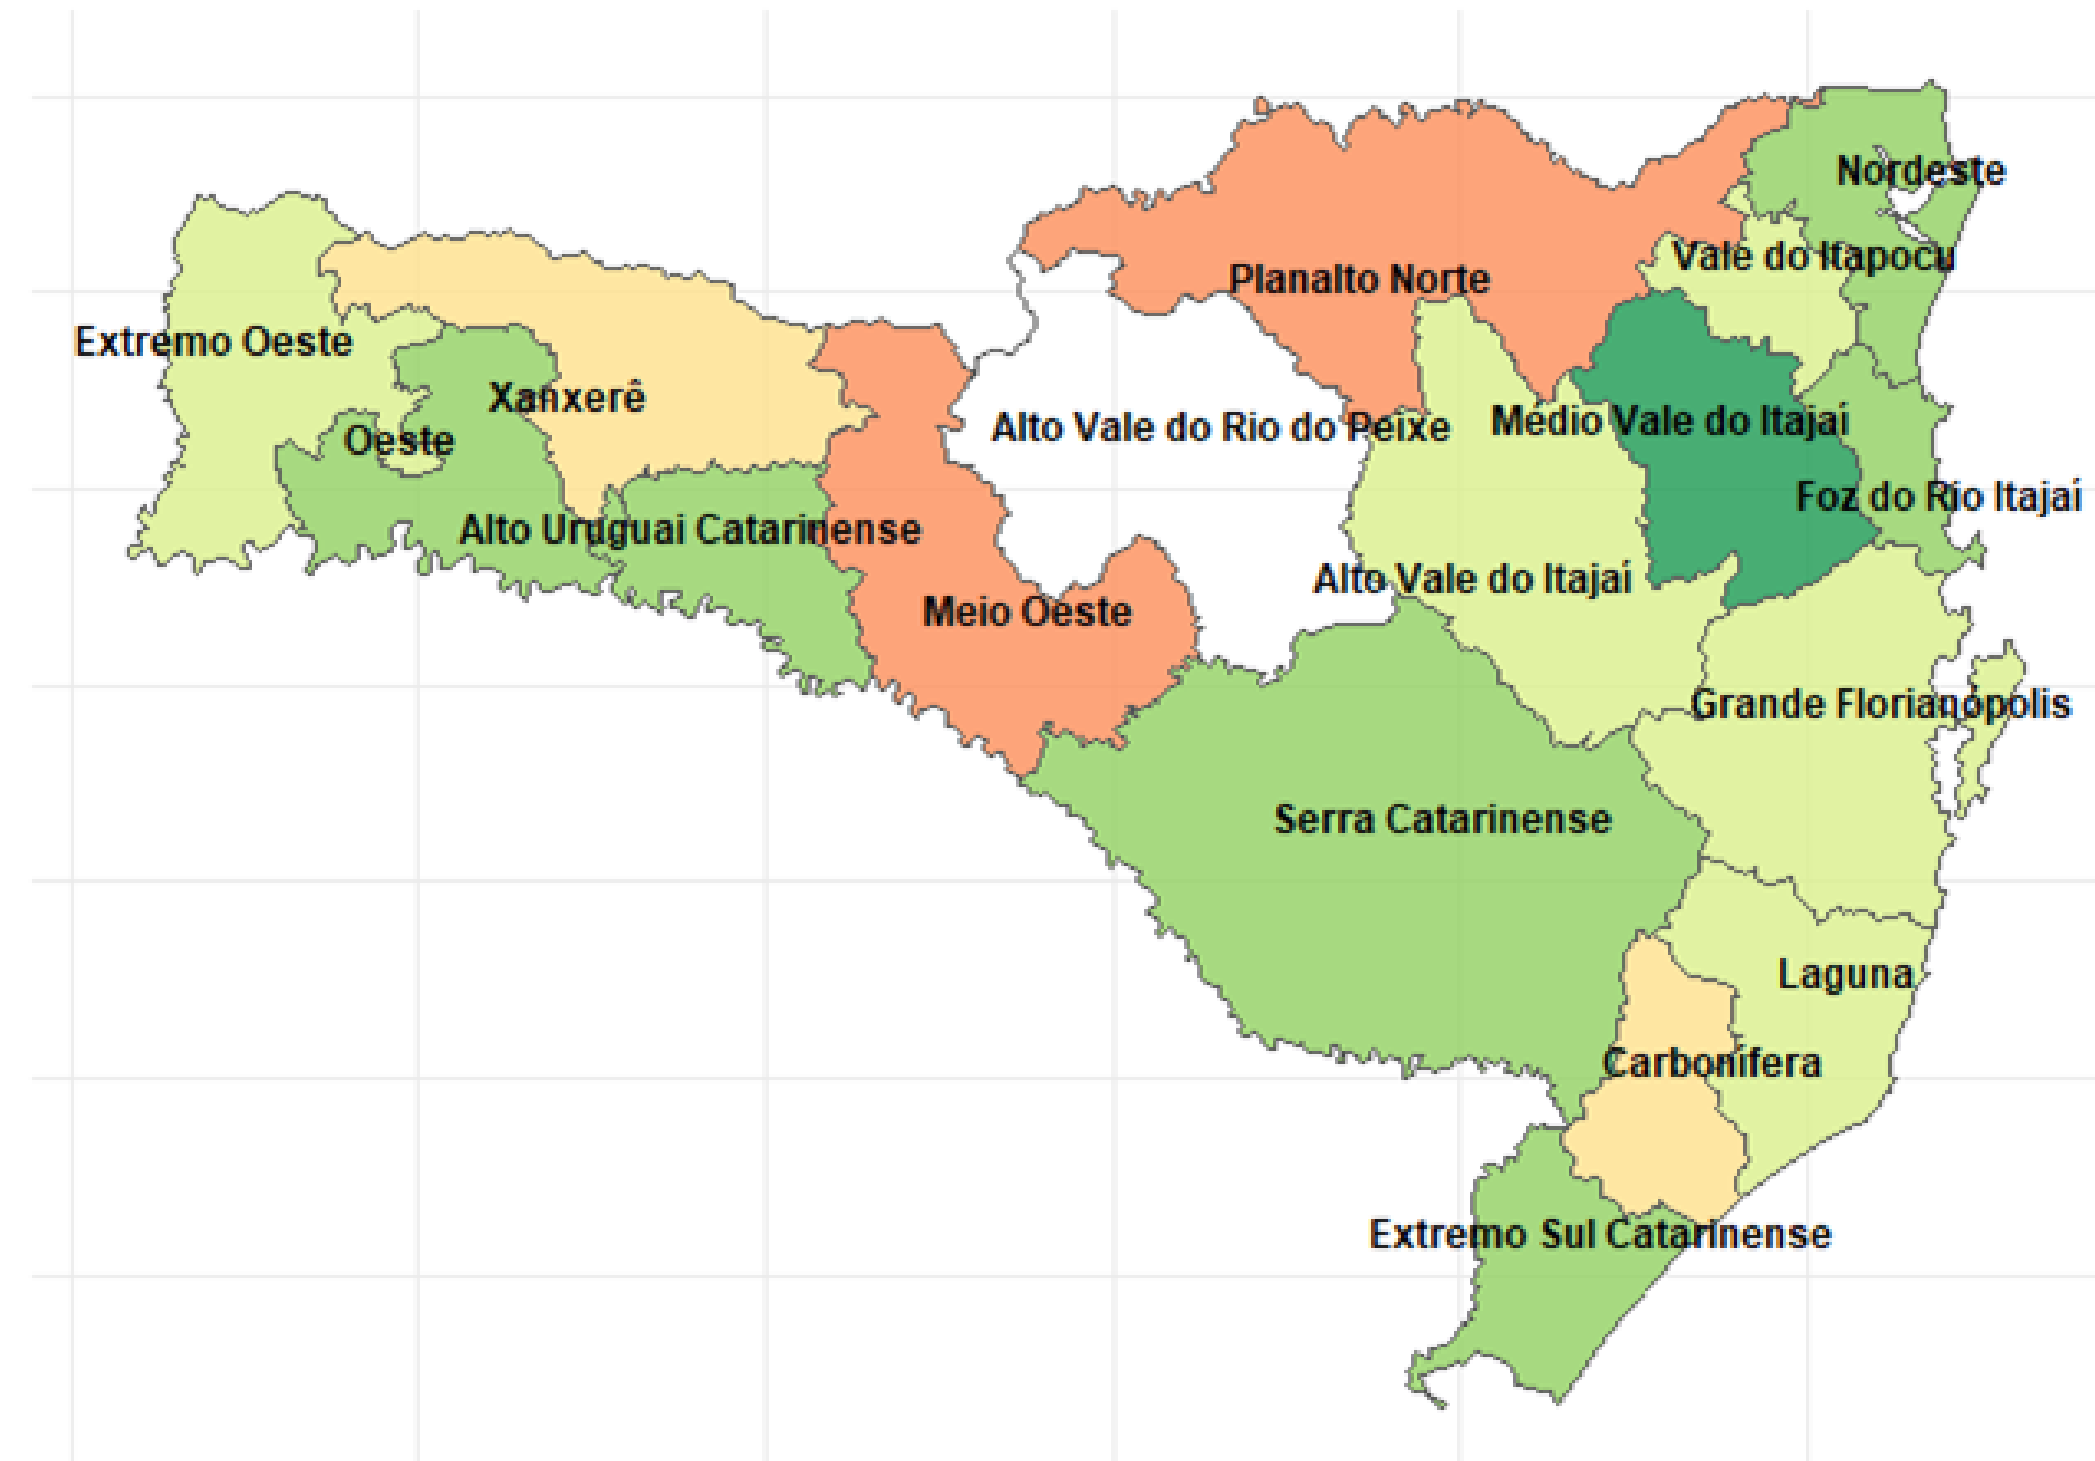 Nordeste
Vale do Itapocu
Planalto Norte
Extremo Oeste
Xanxerê
Oeste
Alto Vale do Rio do Peixe
Médio Vale do Itajaí
Foz do Rio Itajaí
Alto Uruguai Catarinense
Alto Vale do Itajaí
Meio Oeste
Grande Florianópolis
Serra Catarinense
Laguna
Carbonífera
Extremo Sul Catarinense